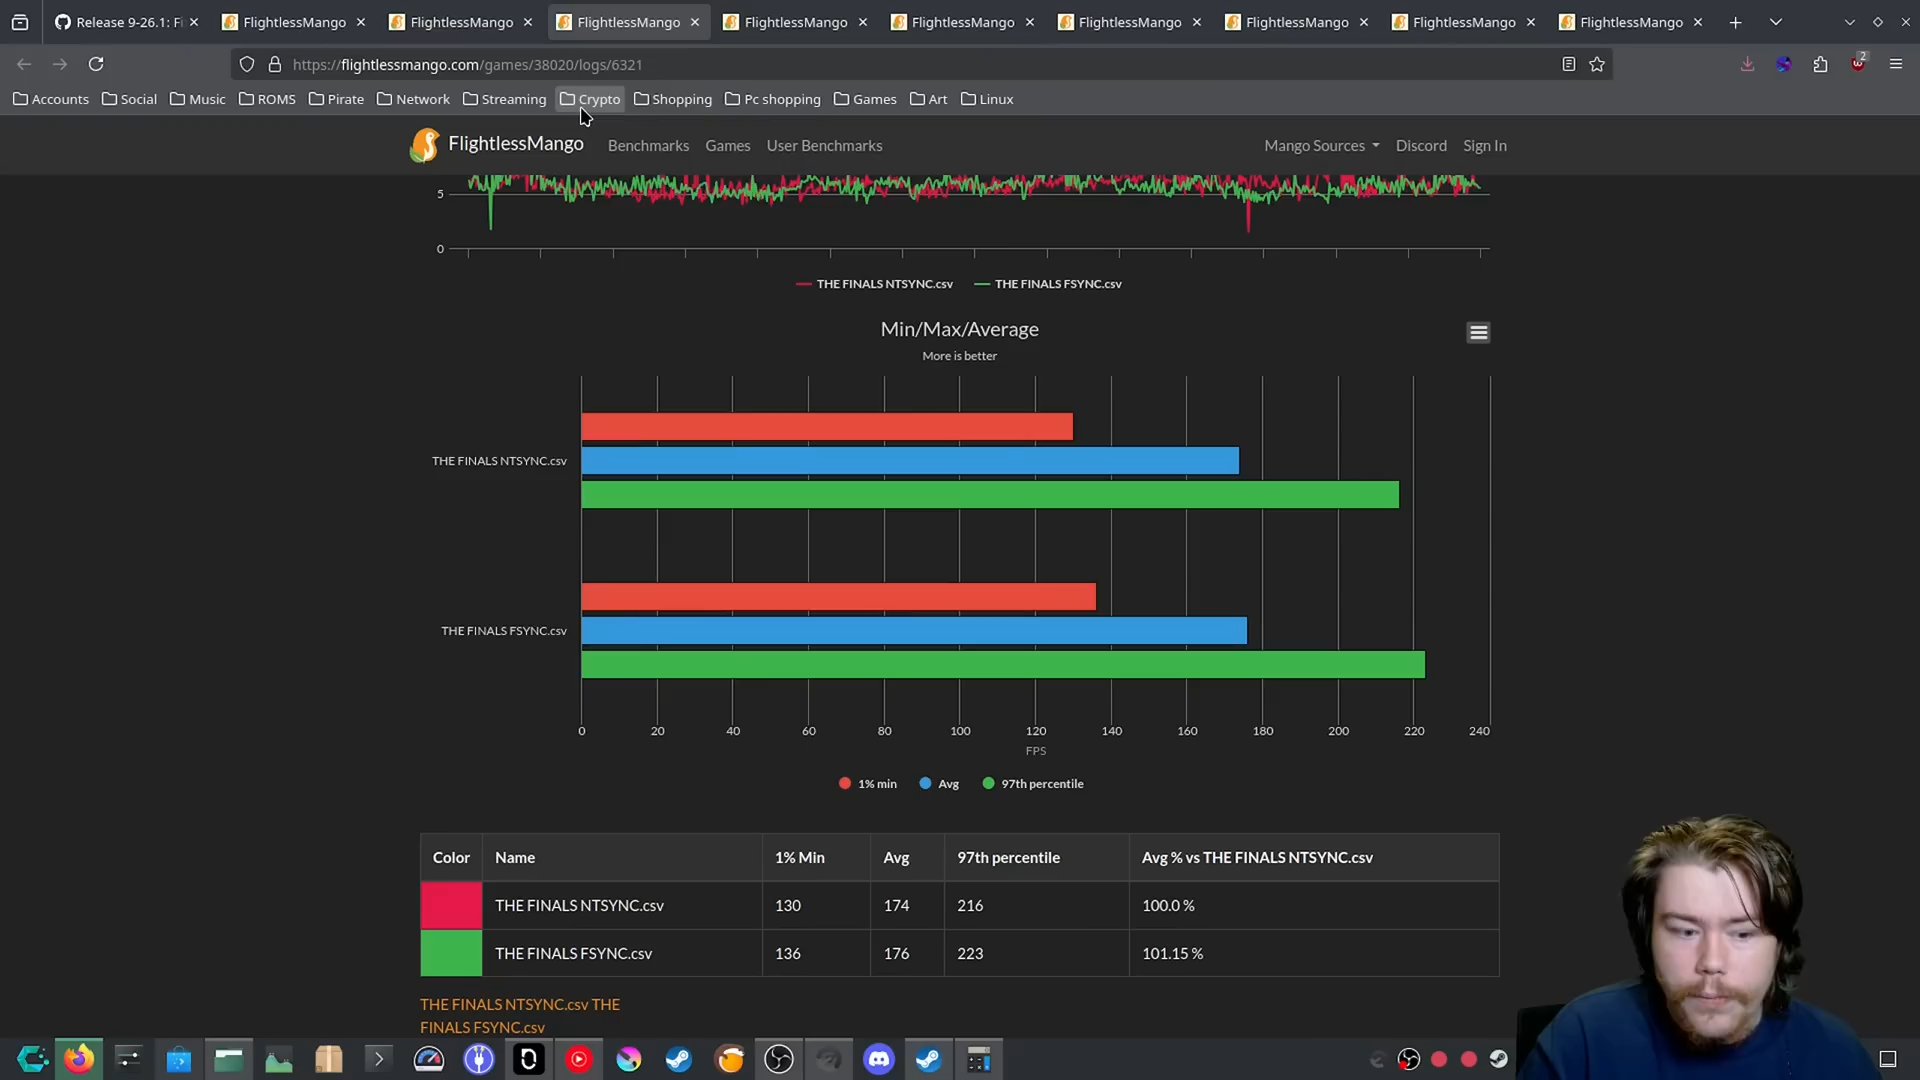 Release 9-26.1: Fi
FlightlessMango
FlightlessMango
FlightlessMango
FlightlessMango
FlightlessMango
FlightlessMango
FlightlessMango
FlightlessMango
FlightlessMango
https://flightlessmango.com/games/38020/logs/6321
2
Accounts
Social
Music
ROMS
Pirate
Network
Streaming
Crypto
Shopping
Pc shopping
Games
Art
Linux
FlightlessMango
Benchmarks
Games
User Benchmarks
Mango Sources
Discord
Sign In
5
0
THE FINALS NTSYNC.csv
THE FINALS FSYNC.csv
Min/Max/Average
More is better
THE FINALS NTSYNC.csv
THE FINALS FSYNC.csv
0 20 40 60 80 100 120 140 160 180 200 220 240
FPS
1% min
Avg
97th percentile
Color Name 1% Min Avg 97th percentile Avg % vs THE FINALS NTSYNC.csv
THE FINALS NTSYNC.csv 130 174 216 100.0 %
THE FINALS FSYNC.csv 136 176 223 101.15 %
THE FINALS NTSYNC.csv THE
FINALS FSYNC.csv